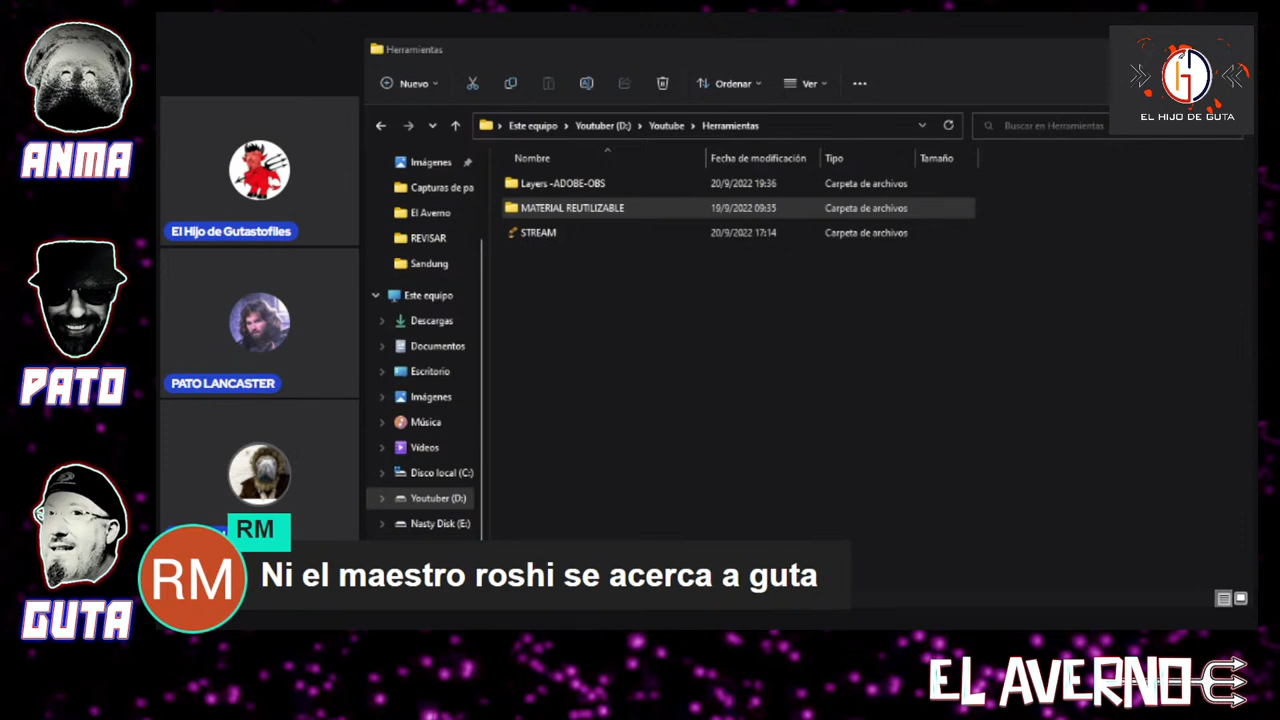 ANMA
PATO
GUTA
El Hijo de Gutastofiles
PATO LANCASTER
Herramientas
Nuevo
Ordenar
Ver
Este equipo
Youtuber (D:)
Youtube
Herramientas
Buscar en Herramientas
EL HIJO DE GUTA
Imágenes
Capturas de pa
El Averno
REVISAR
Sandung
Este equipo
Descargas
Documentos
Escritorio
Imágenes
Música
Vídeos
Disco local (C:)
Youtuber (D:)
Nasty Disk (E:)
Nombre Fecha de modificación Tipo Tamaño
Layers -ADOBE-OBS 20/9/2022 19:36 Carpeta de archivos
MATERIAL REUTILIZABLE 19/9/2022 09:35 Carpeta de archivos
STREAM 20/9/2022 17:14 Carpeta de archivos
RM
RM
Ni el maestro roshi se acerca a guta
EL AVERNO